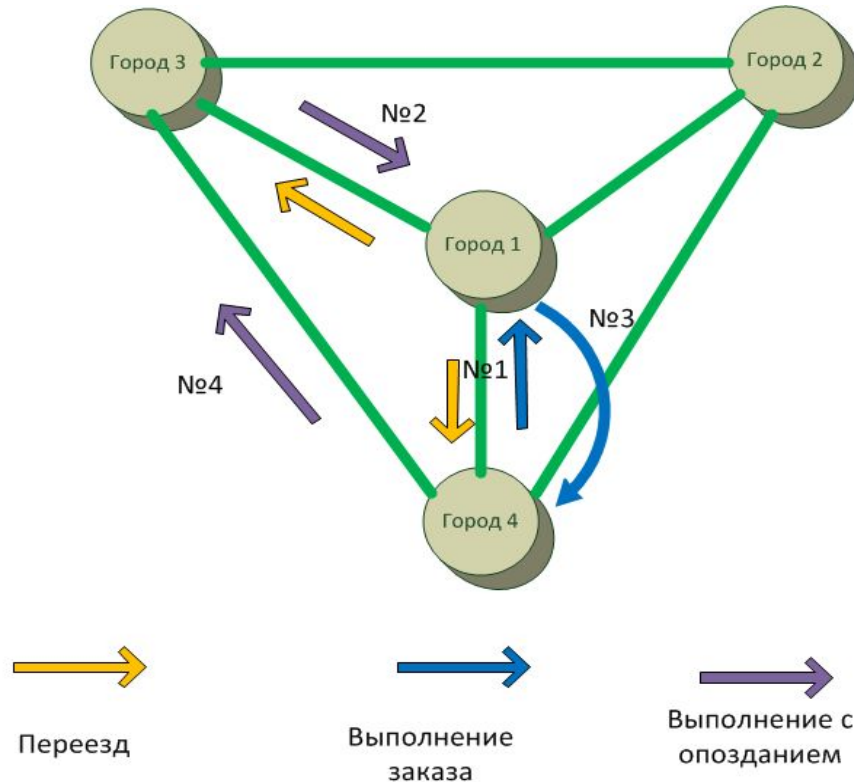 Город 3
Город 2
№2
Город 1
№3
№1
№4
Город 4
Переезд
Выполнение
заказа
Выполнение с
опозданием